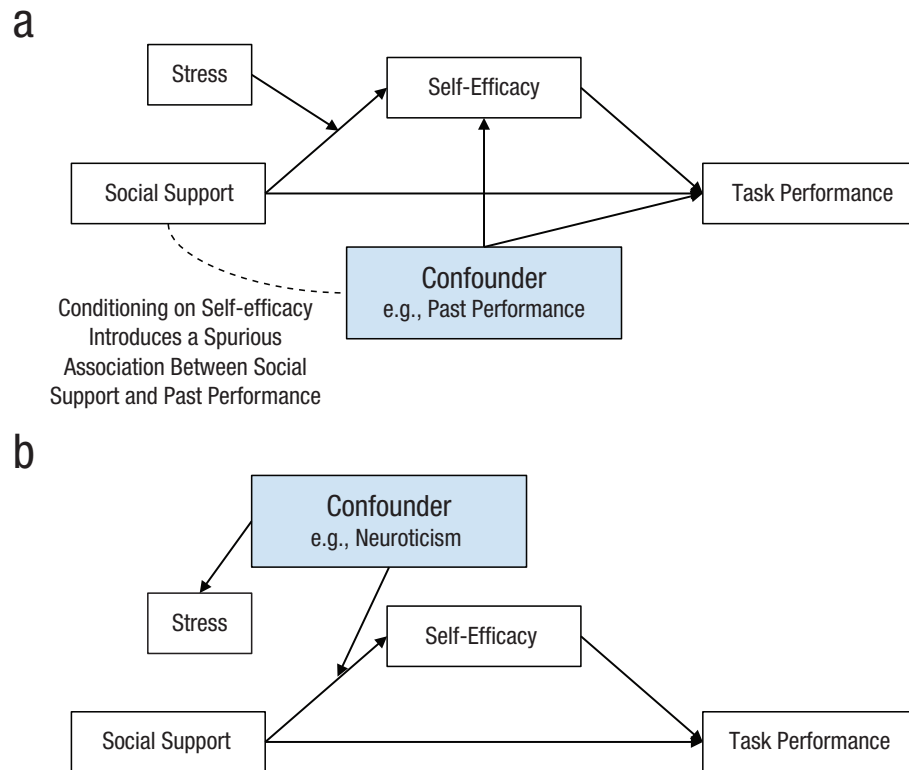 a
Stress
Self-Efficacy
Social Support
Task Performance
Confounder
e.g., Past Performance
Conditioning on Self-efficacy
Introduces a Spurious
Association Between Social
Support and Past Performance
b
Confounder
e.g., Neuroticism
Stress
Self-Efficacy
Social Support
Task Performance